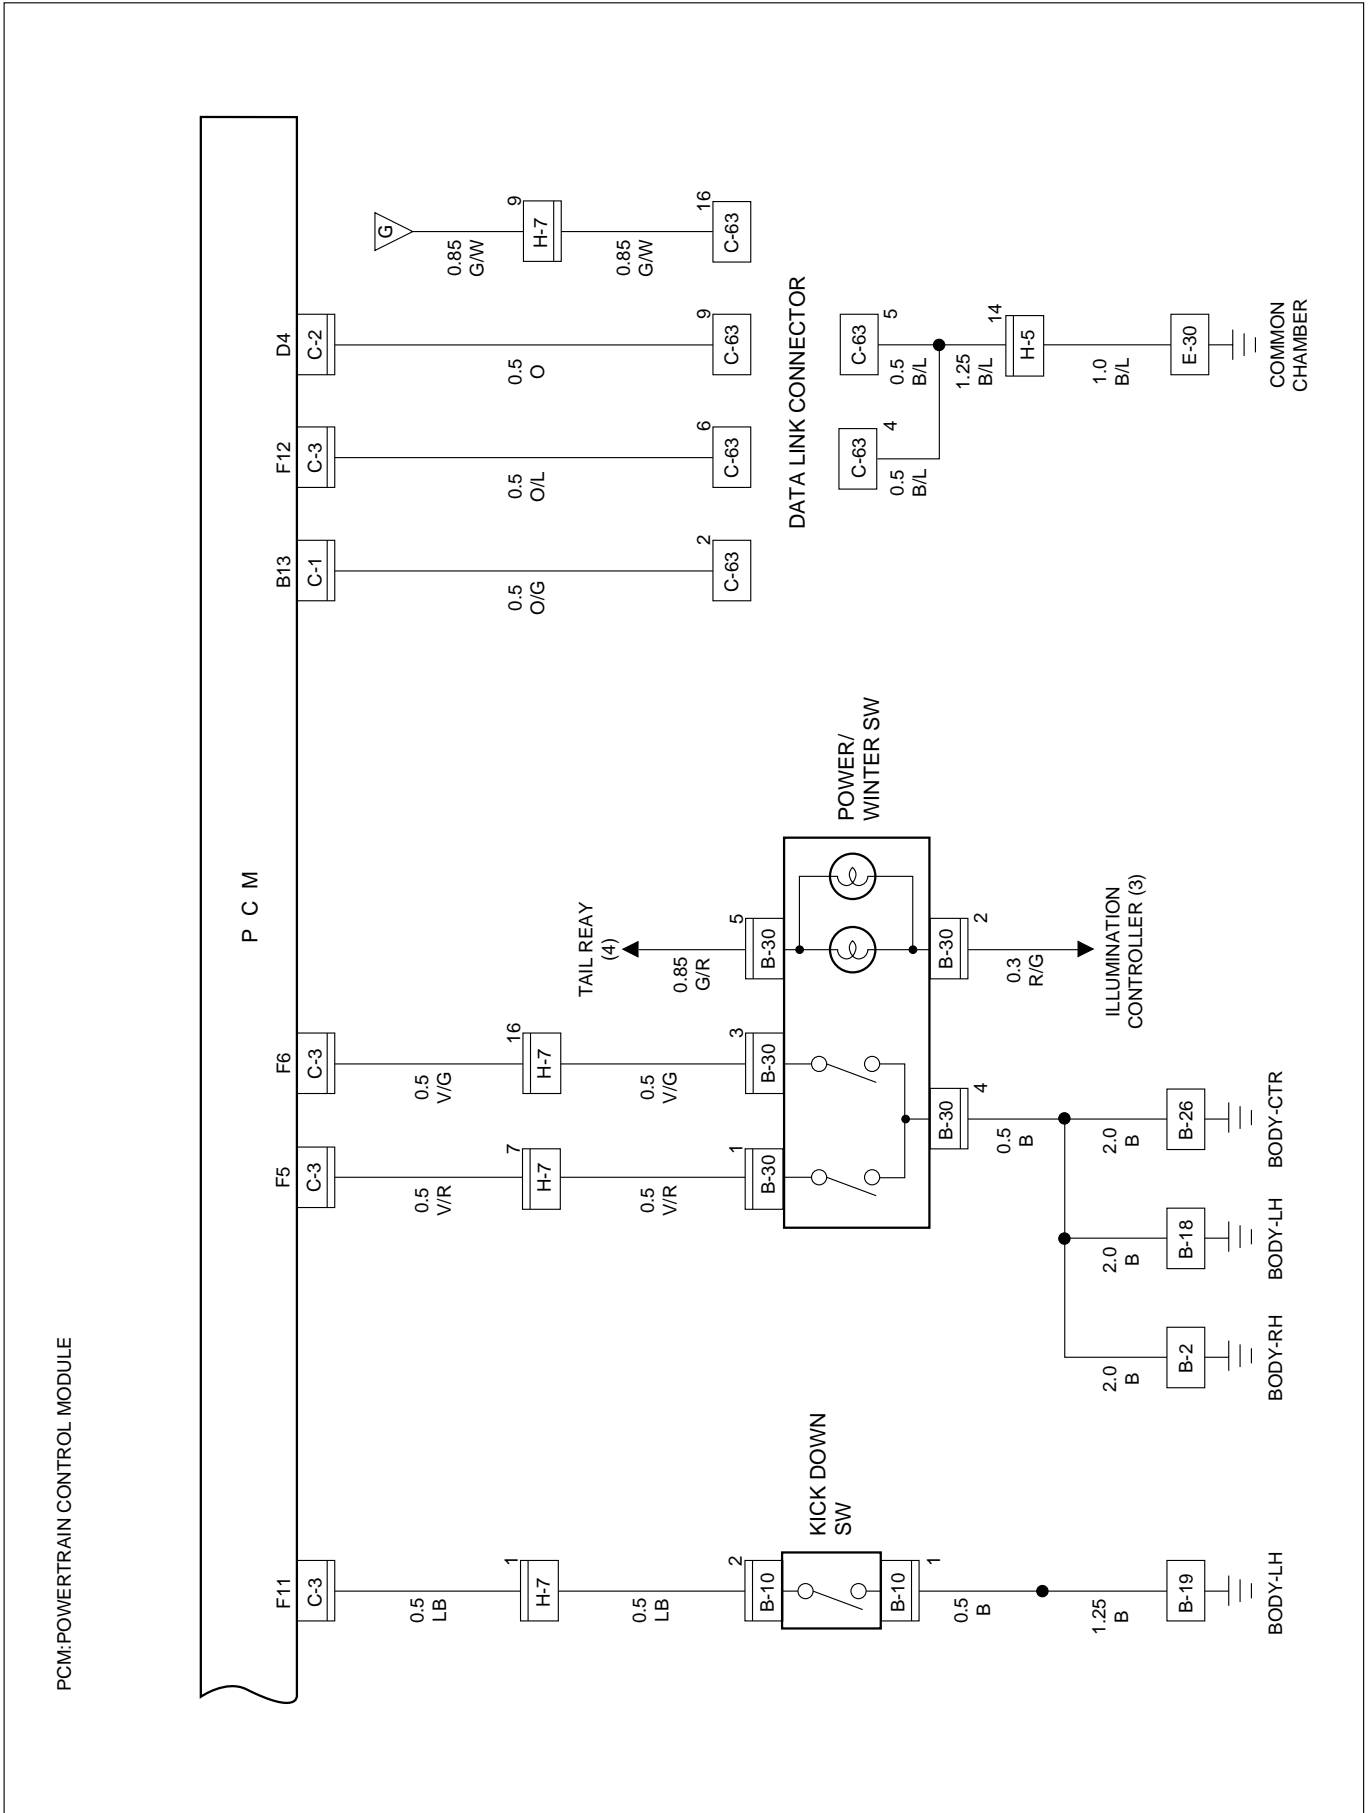 PCM:POWERTRAIN CONTROL MODULE
P C M
F11
C-3
0.5
LB
1
H-7
0.5
LB
2
B-10
KICK DOWN
SW
B-10
1
0.5
B
1.25
B
B-19
BODY-LH
F5
C-3
0.5
V/R
7
H-7
0.5
V/R
1
B-30
F6
C-3
0.5
V/G
16
H-7
0.5
V/G
3
B-30
TAIL REAY
(4)
0.85
G/R
5
B-30
POWER/
WINTER SW
B-30
4
0.5
B
B-30
2
0.3
R/G
ILLUMINATION
CONTROLLER (3)
2.0
B
B-2
BODY-RH
2.0
B
B-18
BODY-LH
2.0
B
B-26
BODY-CTR
B13
C-1
0.5
O/G
2
C-63
F12
C-3
0.5
O/L
6
C-63
D4
C-2
0.5
O
9
C-63
G
0.85
G/W
9
H-7
0.85
G/W
16
C-63
DATA LINK CONNECTOR
C-63
4
0.5
B/L
C-63
5
0.5
B/L
1.25
B/L
14
H-5
1.0
B/L
E-30
COMMON
CHAMBER